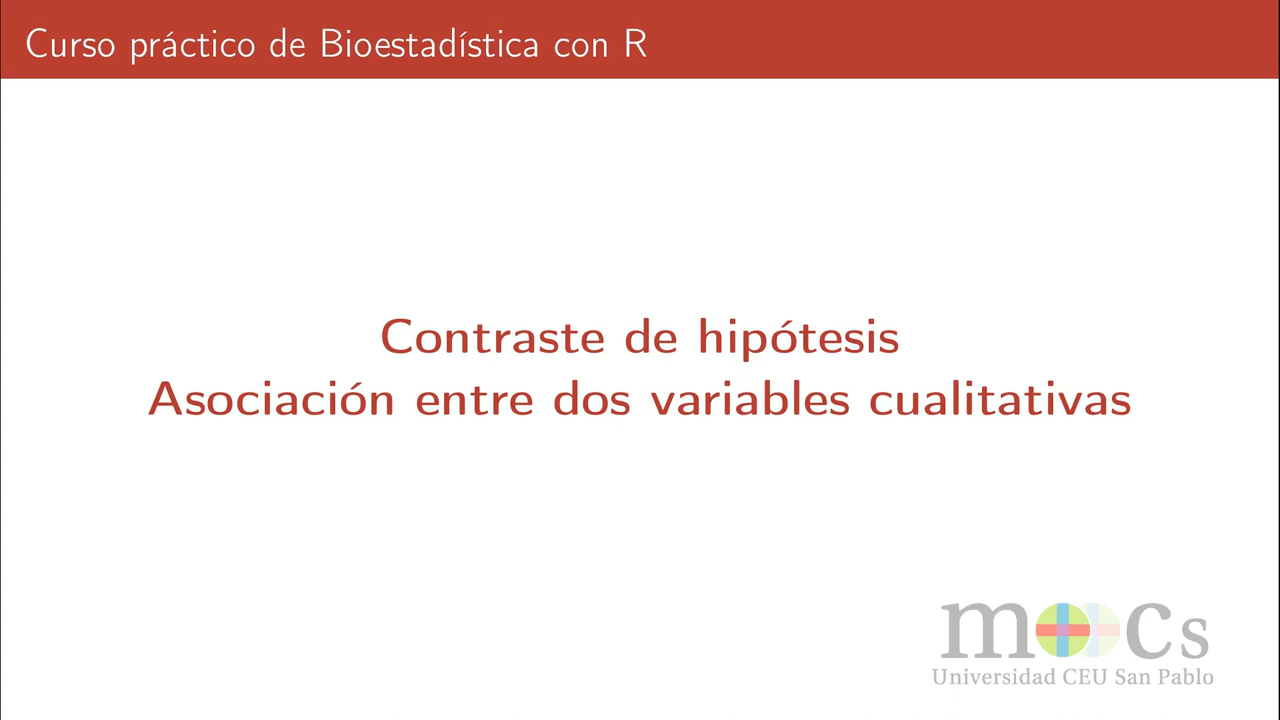 Curso práctico de Bioestadística con R
Contraste de hipótesis
Asociación entre dos variables cualitativas
moocs
Universidad CEU San Pablo